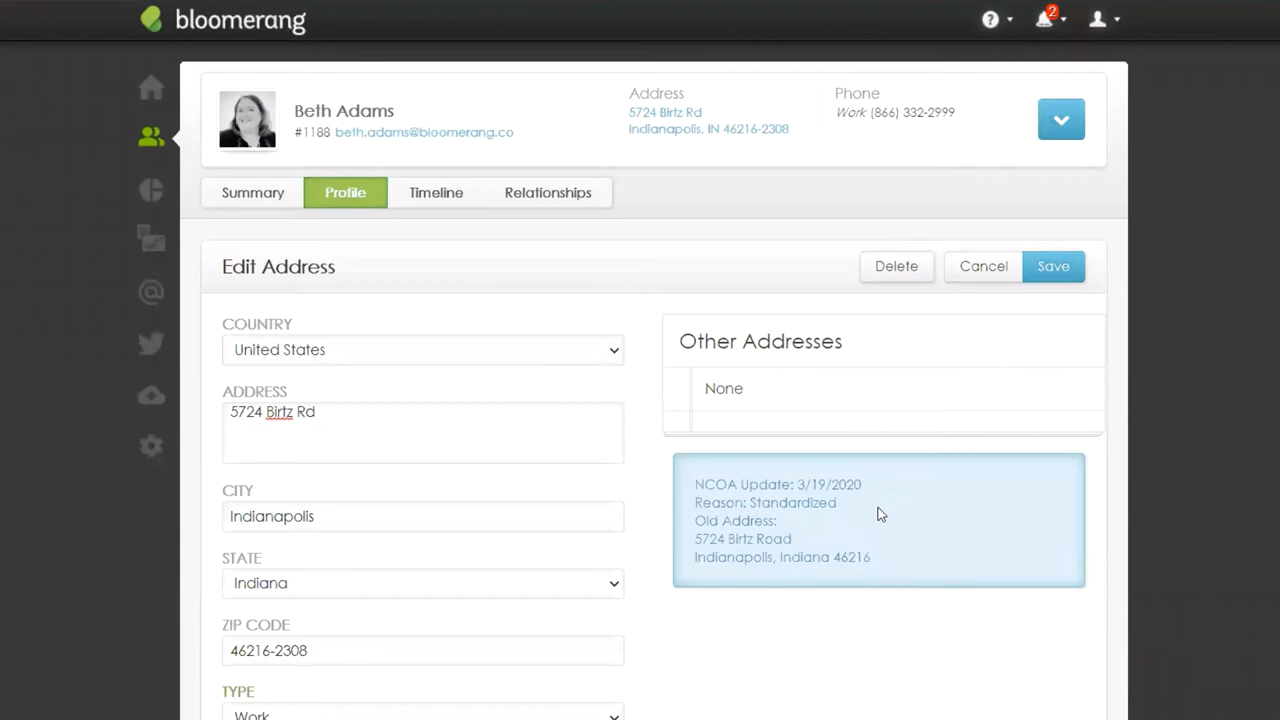 bloomerang
?
2
Beth Adams
#1188 beth.adams@bloomerang.co
Address
5724 Birtz Rd
Indianapolis, IN 46216-2308
Phone
Work (866) 332-2999
Summary
Profile
Timeline
Relationships
Edit Address
Delete
Cancel
Save
COUNTRY
United States
ADDRESS
5724 Birtz Rd
CITY
Indianapolis
STATE
Indiana
ZIP CODE
46216-2308
TYPE
Work
Other Addresses
None
NCOA Update: 3/19/2020
Reason: Standardized
Old Address:
5724 Birtz Road
Indianapolis, Indiana 46216